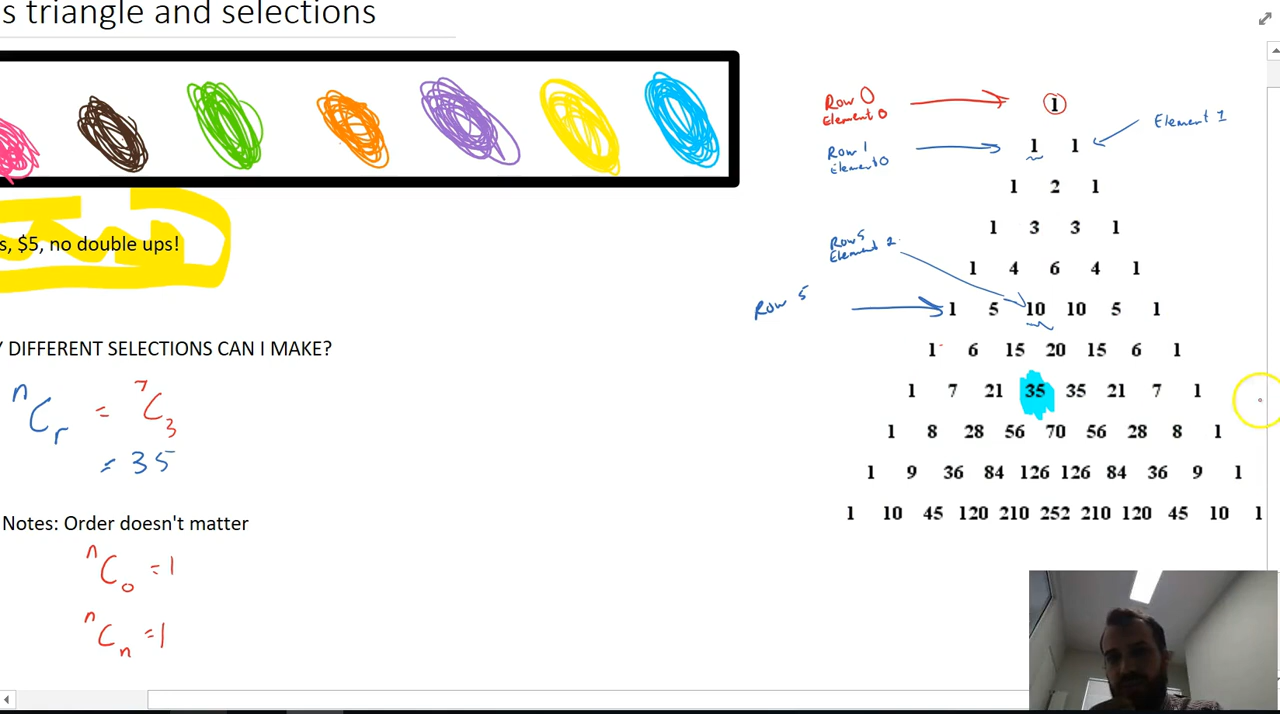 s triangle and selections
s, $5, no double ups!
Y DIFFERENT SELECTIONS CAN I MAKE?
ⁿCᵣ = ⁷C₃
= 35
Notes: Order doesn't matter
ⁿC₀ = 1
ⁿCₙ = 1
Row 0
Element 0
1
Element 1
Row 1
Element 0
1 1
1 2 1
1 3 3 1
Row 5
Element 2
1 4 6 4 1
Row 5
1 5 10 10 5 1
1 6 15 20 15 6 1
1 7 21 35 35 21 7 1
1 8 28 56 70 56 28 8 1
1 9 36 84 126 126 84 36 9 1
1 10 45 120 210 252 210 120 45 10 1